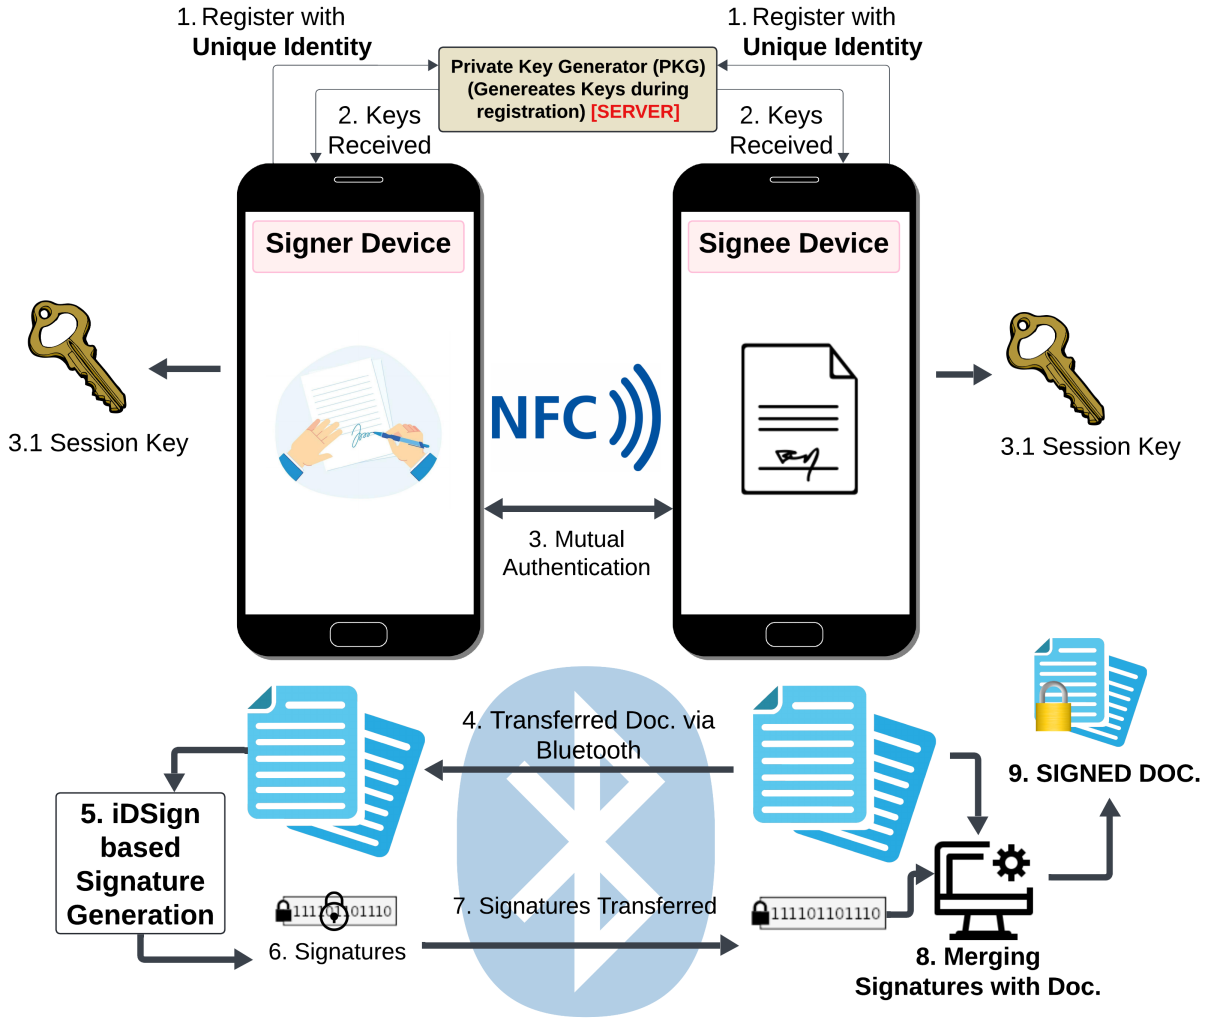 1. Register with
Unique Identity
1. Register with
Unique Identity
Private Key Generator (PKG)
(Genereates Keys during
registration) [SERVER]
2. Keys
Received
2. Keys
Received
Signer Device
Signee Device
NFC
3.1 Session Key
3.1 Session Key
3. Mutual
Authentication
4. Transferred Doc. via
Bluetooth
9. SIGNED DOC.
5. iDSign
based
Signature
Generation
7. Signatures Transferred
111101101110
6. Signatures
8. Merging
Signatures with Doc.